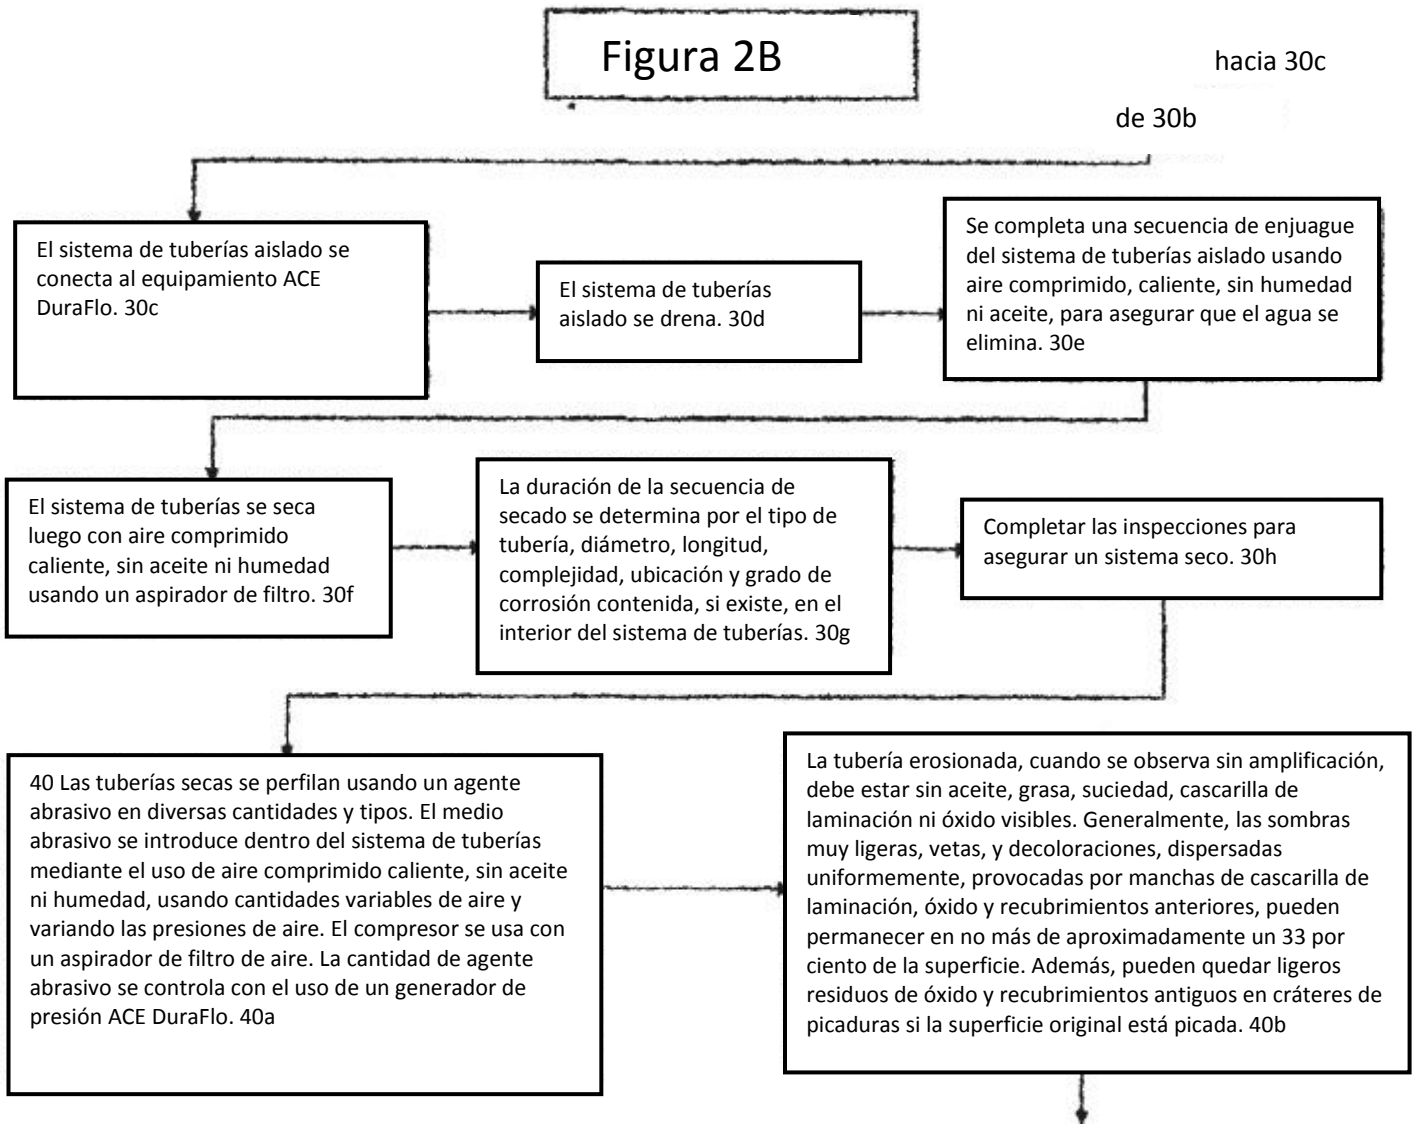 Figura 2B
hacia 30c
de 30b
El sistema de tuberías aislado se
conecta al equipamiento ACE
DuraFlo. 30c
El sistema de tuberías
aislado se drena. 30d
Se completa una secuencia de enjuague
del sistema de tuberías aislado usando
aire comprimido, caliente, sin humedad
ni aceite, para asegurar que el agua se
elimina. 30e
El sistema de tuberías se seca
luego con aire comprimido
caliente, sin aceite ni humedad
usando un aspirador de filtro. 30f
La duración de la secuencia de
secado se determina por el tipo de
tubería, diámetro, longitud,
complejidad, ubicación y grado de
corrosión contenida, si existe, en el
interior del sistema de tuberías. 30g
Completar las inspecciones para
asegurar un sistema seco. 30h
40 Las tuberías secas se perfilan usando un agente
abrasivo en diversas cantidades y tipos. El medio
abrasivo se introduce dentro del sistema de tuberías
mediante el uso de aire comprimido caliente, sin aceite
ni humedad, usando cantidades variables de aire y
variando las presiones de aire. El compresor se usa con
un aspirador de filtro de aire. La cantidad de agente
abrasivo se controla con el uso de un generador de
presión ACE DuraFlo. 40a
La tubería erosionada, cuando se observa sin amplificación,
debe estar sin aceite, grasa, suciedad, cascarilla de
laminación ni óxido visibles. Generalmente, las sombras
muy ligeras, vetas, y decoloraciones, dispersadas
uniformemente, provocadas por manchas de cascarilla de
laminación, óxido y recubrimientos anteriores, pueden
permanecer en no más de aproximadamente un 33 por
ciento de la superficie. Además, pueden quedar ligeros
residuos de óxido y recubrimientos antiguos en cráteres de
picaduras si la superficie original está picada. 40b